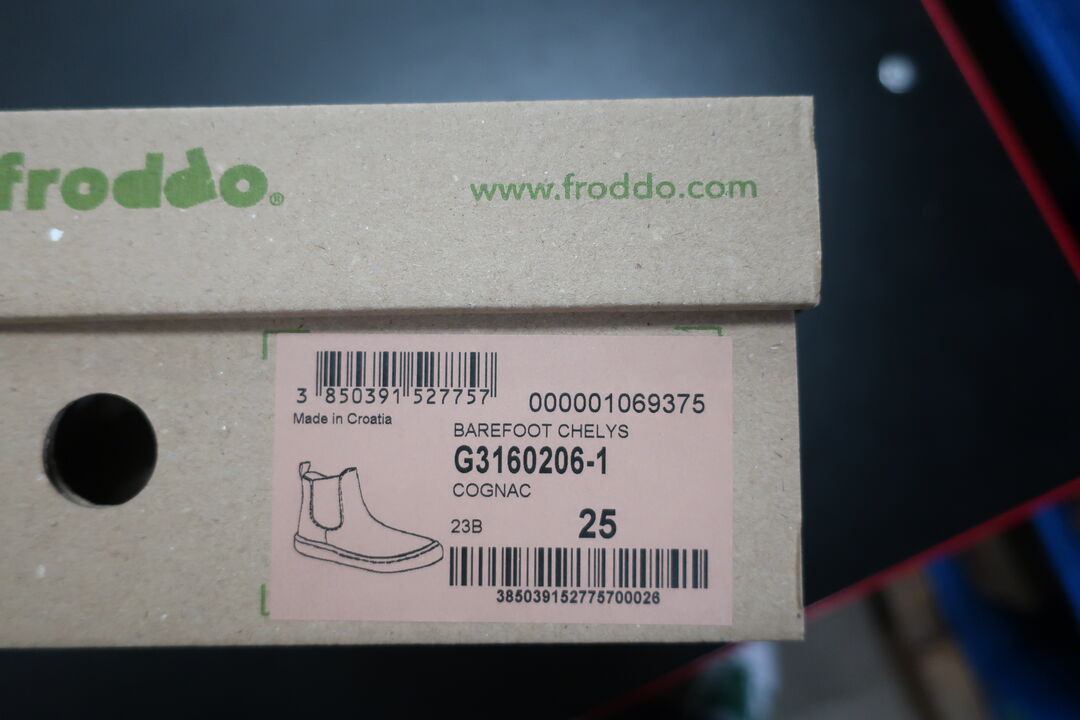 froddo®
www.froddo.com
3 850391 527757
000001069375
Made in Croatia
BAREFOOT CHELYS
G3160206-1
COGNAC
23B
25
385039152775700026